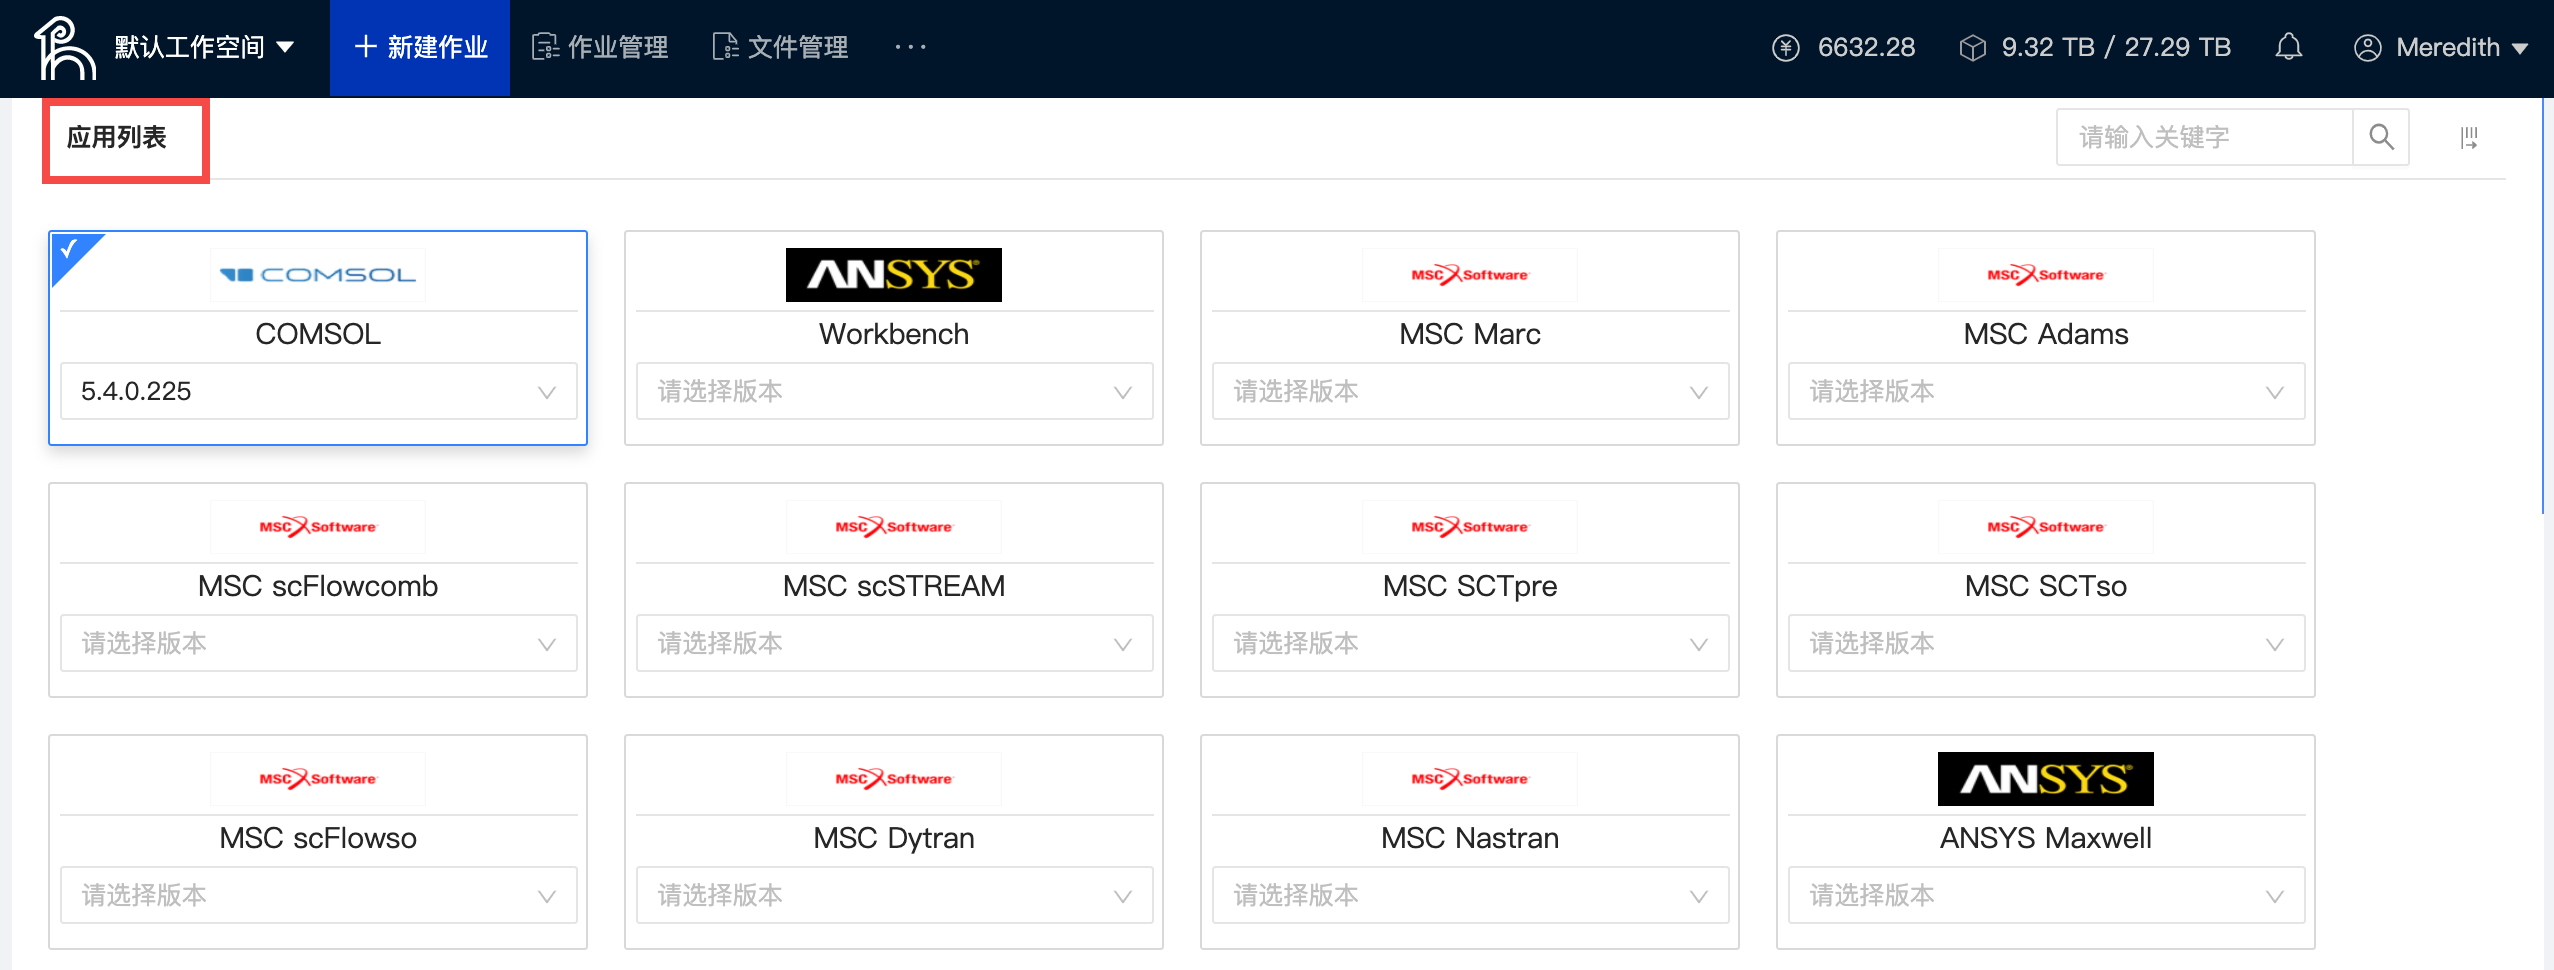 默认工作空间 新建作业 作业管理 文件管理 ··· 6632.28 9.32 TB / 27.29 TB Meredith
应用列表 请输入关键字
COMSOL ANSYS MSC Software MSC Software
COMSOL Workbench MSC Marc MSC Adams
5.4.0.225 请选择版本 请选择版本 请选择版本
MSC Software MSC Software MSC Software MSC Software
MSC scFlowcomb MSC scSTREAM MSC SCTpre MSC SCTso
请选择版本 请选择版本 请选择版本 请选择版本
MSC Software MSC Software MSC Software ANSYS
MSC scFlowso MSC Dytran MSC Nastran ANSYS Maxwell
请选择版本 请选择版本 请选择版本 请选择版本